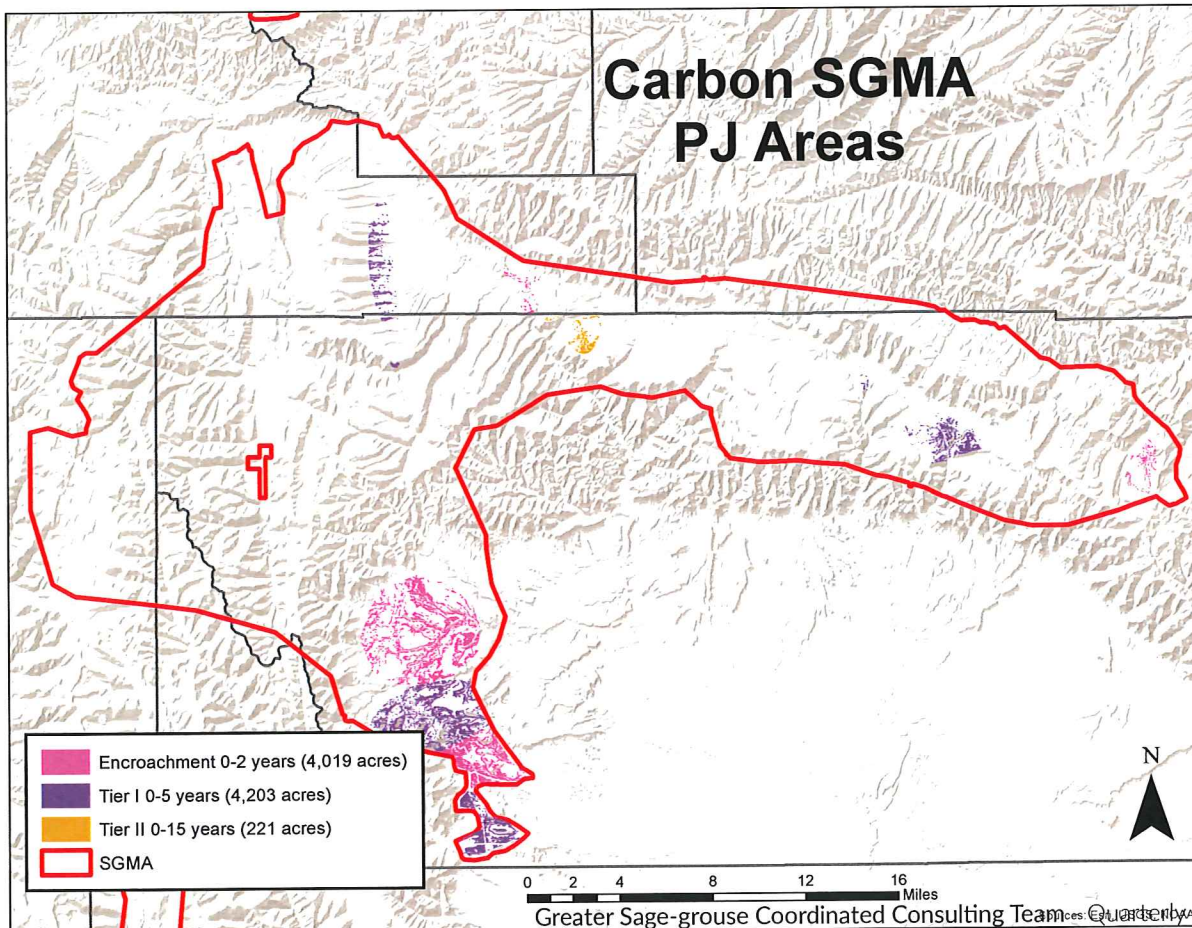 Carbon SGMA
PJ Areas
Encroachment 0-2 years (4,019 acres)
Tier I 0-5 years (4,203 acres)
Tier II 0-15 years (221 acres)
SGMA
N
0 2 4 8 12 16
Miles
Greater Sage-grouse Coordinated Consulting Team - Quarterly